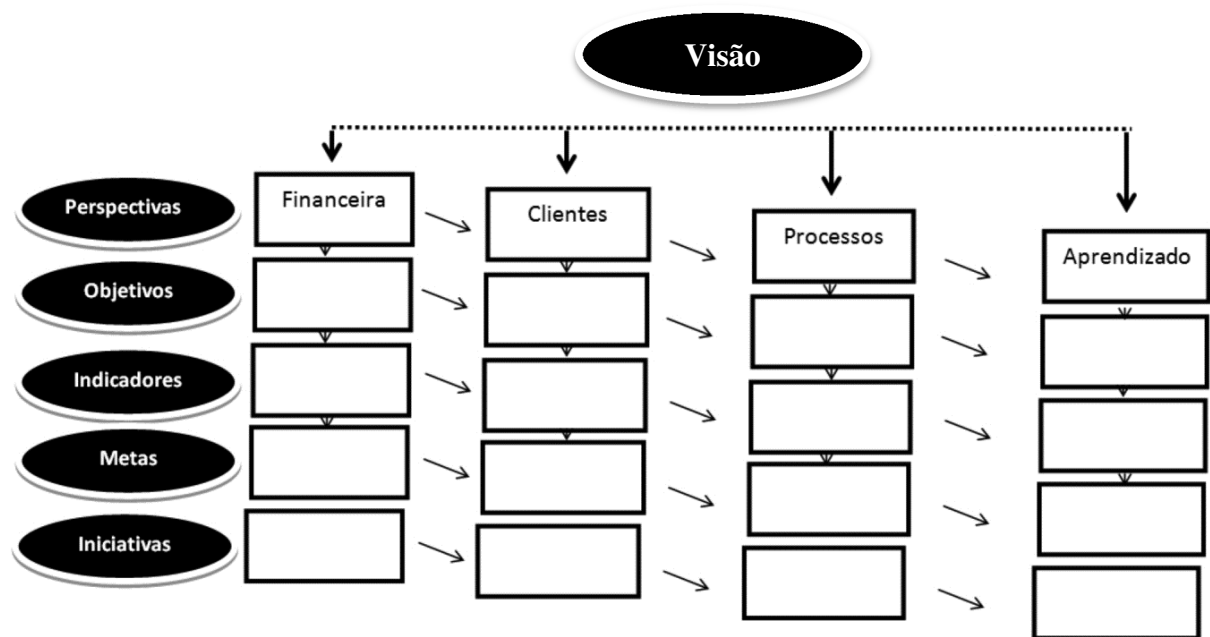 Visão
Perspectivas
Financeira
Clientes
Processos
Aprendizado
Objetivos
Indicadores
Metas
Iniciativas